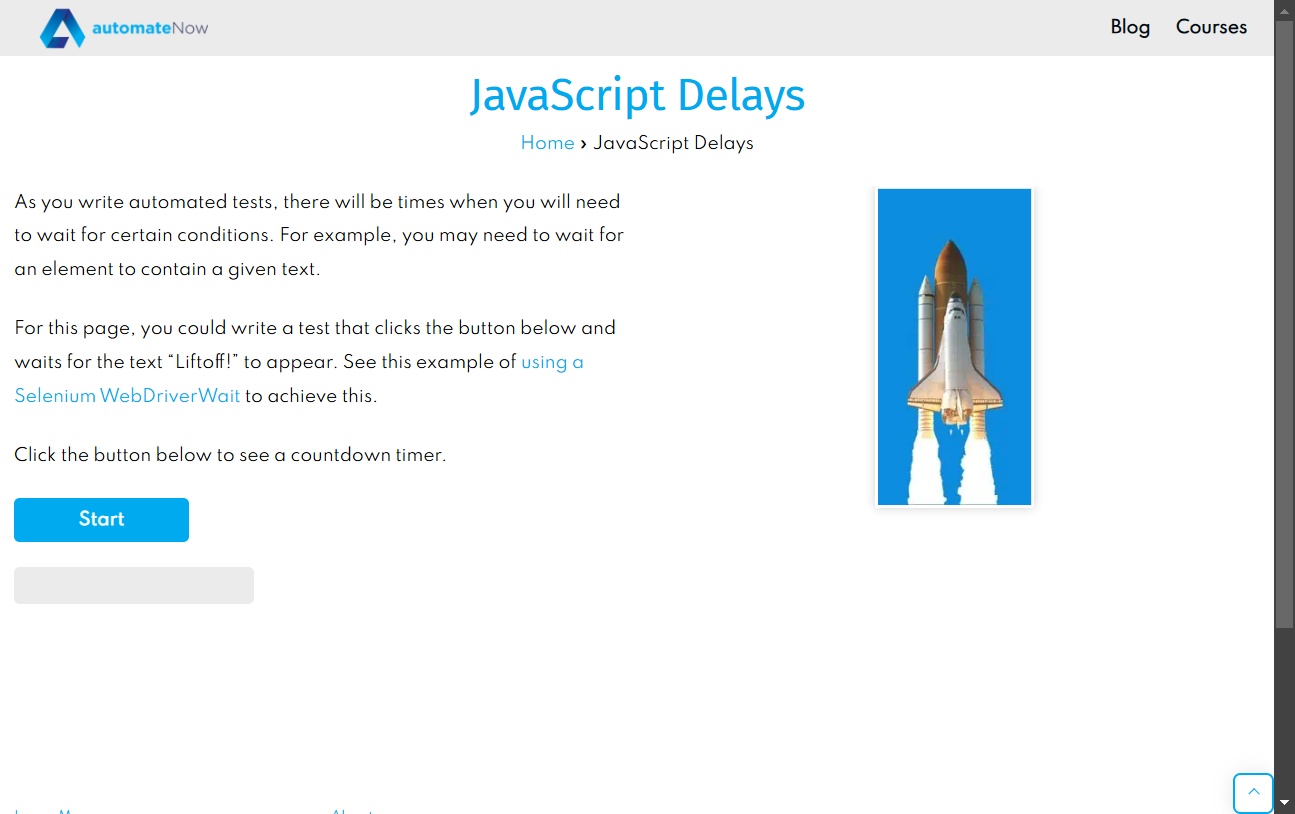 automateNow
Blog
Courses
JavaScript Delays
Home › JavaScript Delays
As you write automated tests, there will be times when you will need
to wait for certain conditions. For example, you may need to wait for
an element to contain a given text.
For this page, you could write a test that clicks the button below and
waits for the text “Liftoff!” to appear. See this example of using a
Selenium WebDriverWait to achieve this.
Click the button below to see a countdown timer.
Start